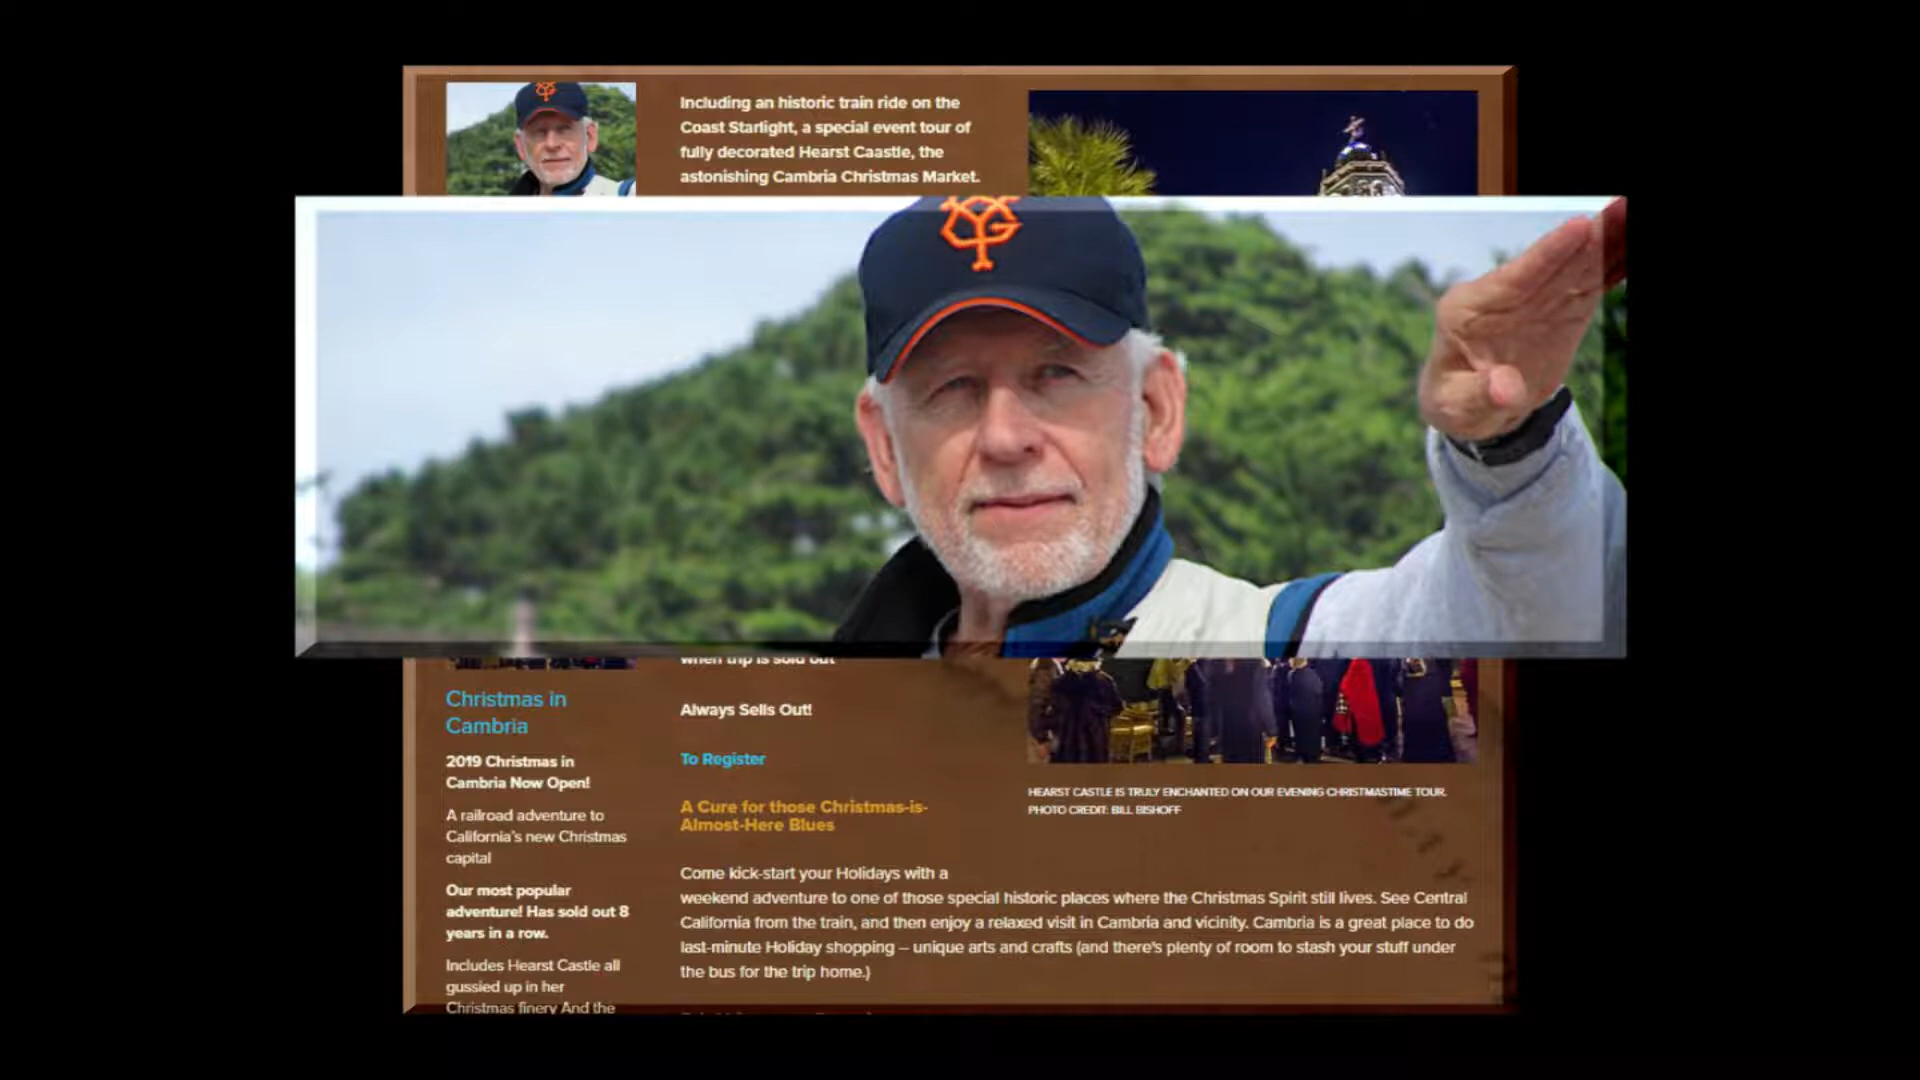 YG
Including an historic train ride on the
Coast Starlight, a special event tour of
fully decorated Hearst Caastle, the
astonishing Cambria Christmas Market.
YG
when trip is sold out
Always Sells Out!
To Register
A Cure for those Christmas-is-
Almost-Here Blues
Come kick-start your Holidays with a
weekend adventure to one of those special historic places where the Christmas Spirit still lives. See Central
California from the train, and then enjoy a relaxed visit in Cambria and vicinity. Cambria is a great place to do
last-minute Holiday shopping – unique arts and crafts (and there's plenty of room to stash your stuff under
the bus for the trip home.)
Christmas in
Cambria
2019 Christmas in
Cambria Now Open!
A railroad adventure to
California's new Christmas
capital
Our most popular
adventure! Has sold out 8
years in a row.
Includes Hearst Castle all
gussied up in her
Christmas finery And the
HEARST CASTLE IS TRULY ENCHANTED ON OUR EVENING CHRISTMASTIME TOUR.
PHOTO CREDIT: BILL BISHOFF